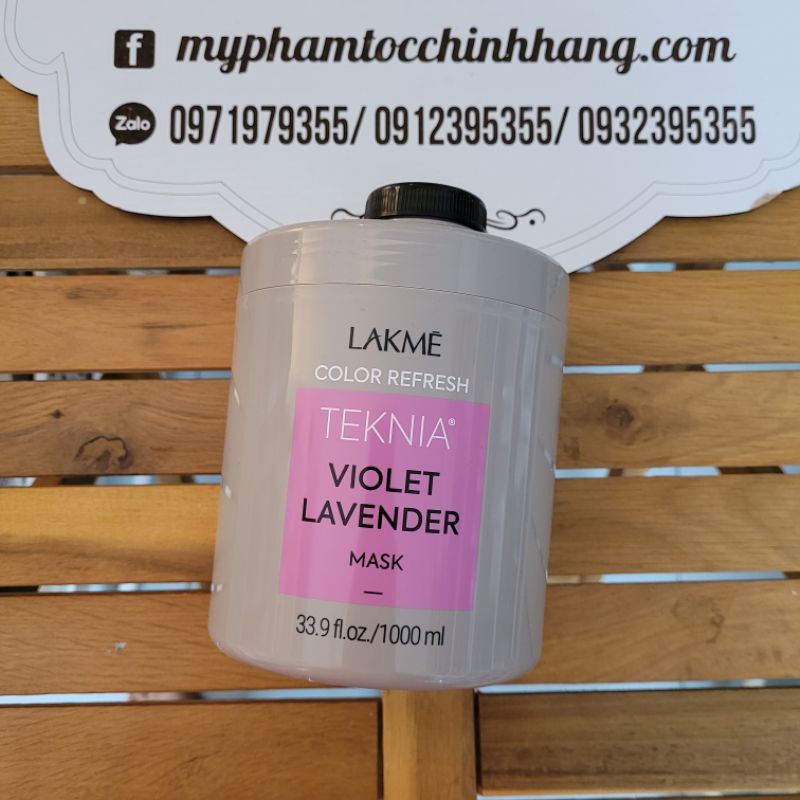 f myphamtocchinhhang.com
Zalo 0971979355/ 0912395355/ 0932395355
LAKMĒ
COLOR REFRESH
TEKNIA®
VIOLET
LAVENDER
MASK
33.9 fl.oz./1000 ml